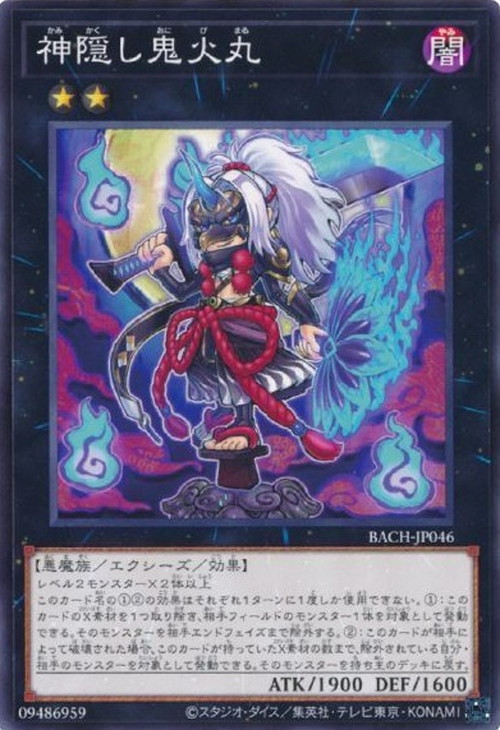 神隠し鬼火丸
かみ かく おに び まる
闇
やみ
BACH-JP046
【悪魔族/エクシーズ/効果】
レベル2モンスター×2体以上
このカード名の①②の効果はそれぞれ1ターンに1度しか使用できない。①:こ
のカードのX素材を1つ取り除き、相手フィールドのモンスター1体を対象として発
動できる。そのモンスターを相手エンドフェイズまで除外する。②:このカードが相手に
よって破壊された場合、このカードが持っていたX素材の数まで、除外されている自分・
相手のモンスターを対象として発動できる。そのモンスターを持ち主のデッキに戻す。
ATK/1900 DEF/1600
09486959
©スタジオ・ダイス/集英社・テレビ東京・KONAMI